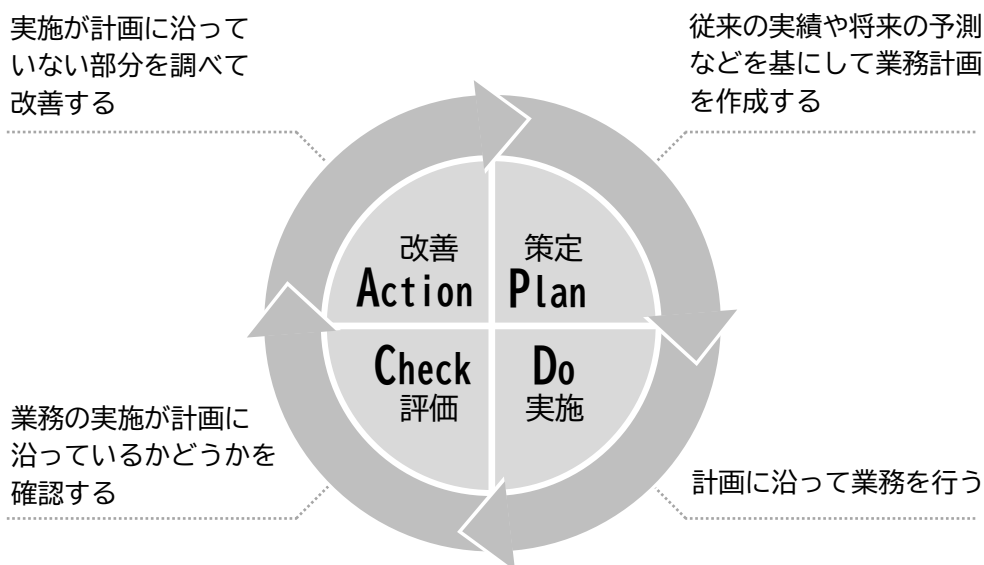 実施が計画に沿って
いない部分を調べて
改善する
従来の実績や将来の予測
などを基にして業務計画
を作成する
改善
Action
策定
Plan
Check
評価
Do
実施
業務の実施が計画に
沿っているかどうかを
確認する
計画に沿って業務を行う